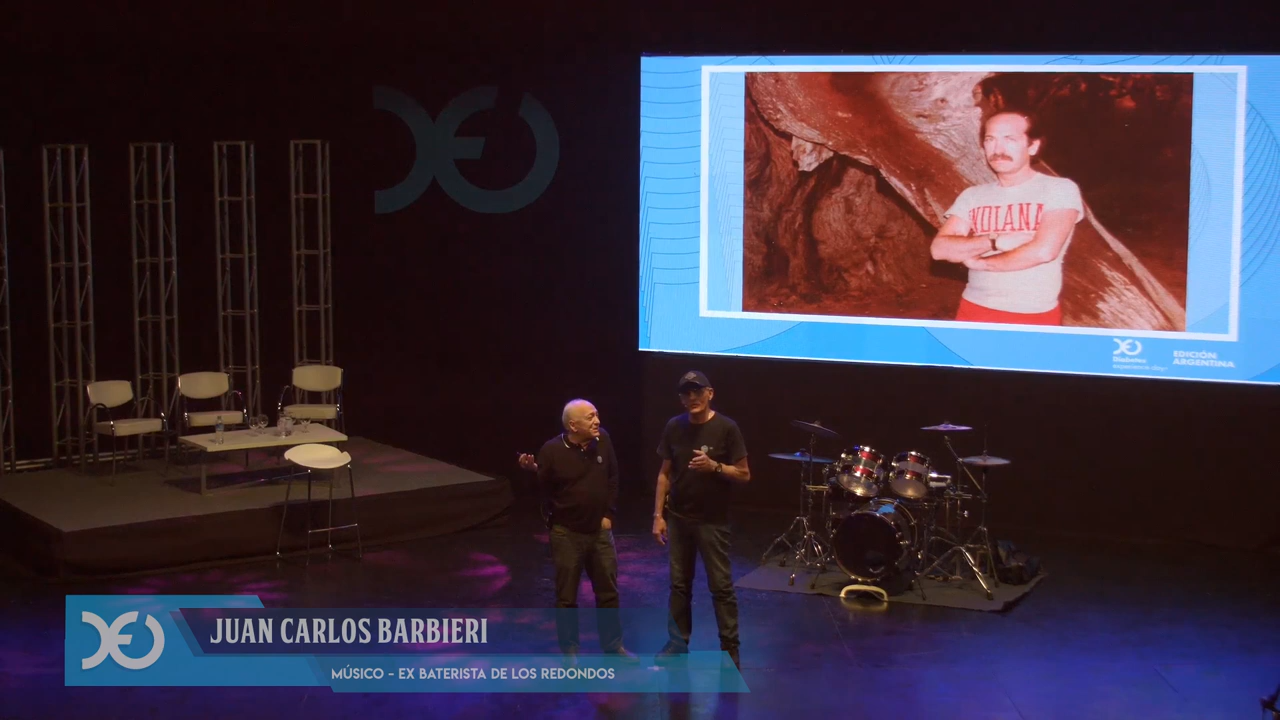 INDIANA
Diabetes
experience day
EDICIÓN
ARGENTINA
JUAN CARLOS BARBIERI
MÚSICO - EX BATERISTA DE LOS REDONDOS